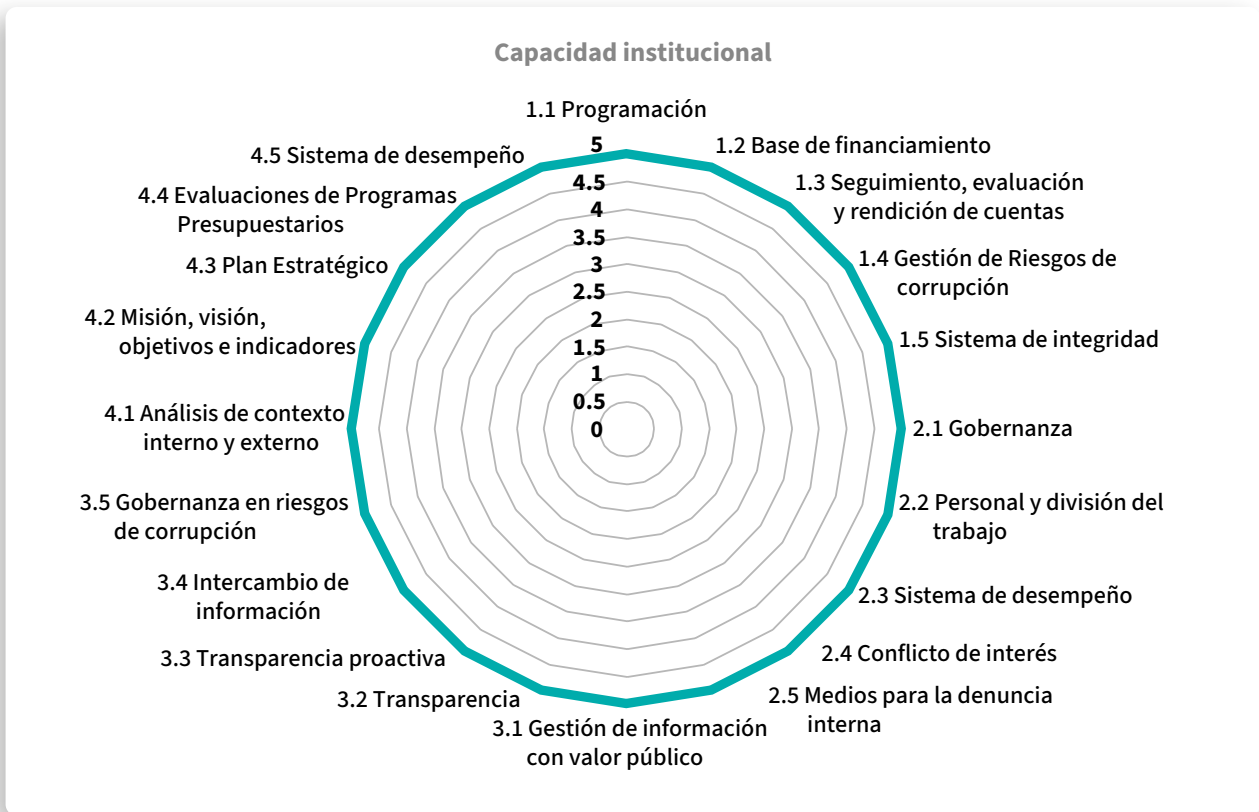 Capacidad institucional
1.1 Programación
1.2 Base de financiamiento
1.3 Seguimiento, evaluación
y rendición de cuentas
1.4 Gestión de Riesgos de
corrupción
1.5 Sistema de integridad
2.1 Gobernanza
2.2 Personal y división del
trabajo
2.3 Sistema de desempeño
2.4 Conflicto de interés
2.5 Medios para la denuncia
interna
3.1 Gestión de información
con valor público
3.2 Transparencia
3.3 Transparencia proactiva
3.4 Intercambio de
información
3.5 Gobernanza en riesgos
de corrupción
4.1 Análisis de contexto
interno y externo
4.2 Misión, visión,
objetivos e indicadores
4.3 Plan Estratégico
4.4 Evaluaciones de Programas
Presupuestarios
4.5 Sistema de desempeño
5
4.5
4
3.5
3
2.5
2
1.5
1
0.5
0